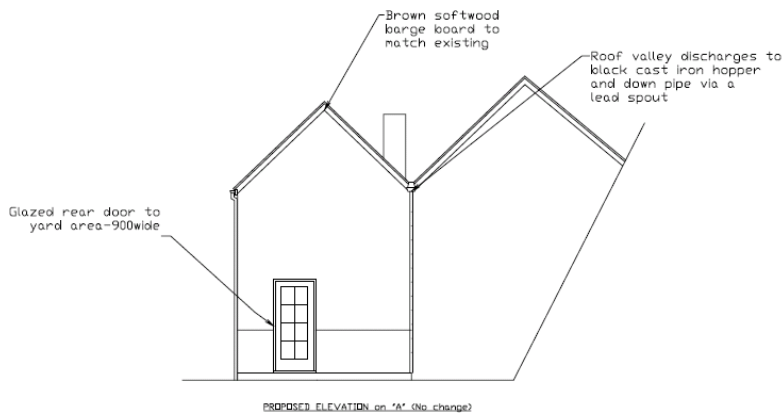 Brown softwood
barge board to
match existing
Roof valley discharges to
black cast iron hopper
and down pipe via a
lead spout
Glazed rear door to
yard area-900wide
PROPOSED ELEVATION on "A" (No change)